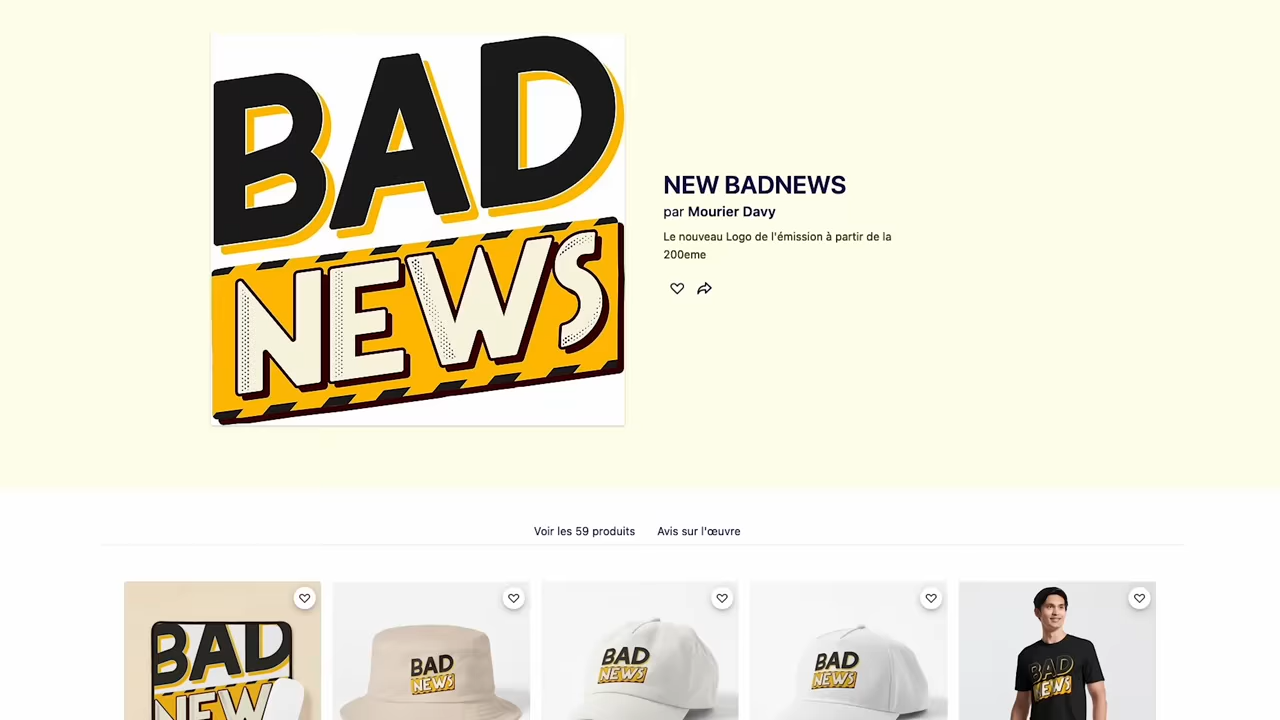 BAD
NEWS
NEW BADNEWS
par Mourier Davy
Le nouveau Logo de l'émission à partir de la
200eme
Voir les 59 produits
Avis sur l'œuvre
BAD
NEW
BAD
NEWS
BAD
NEWS
BAD
NEWS
BAD
NEWS